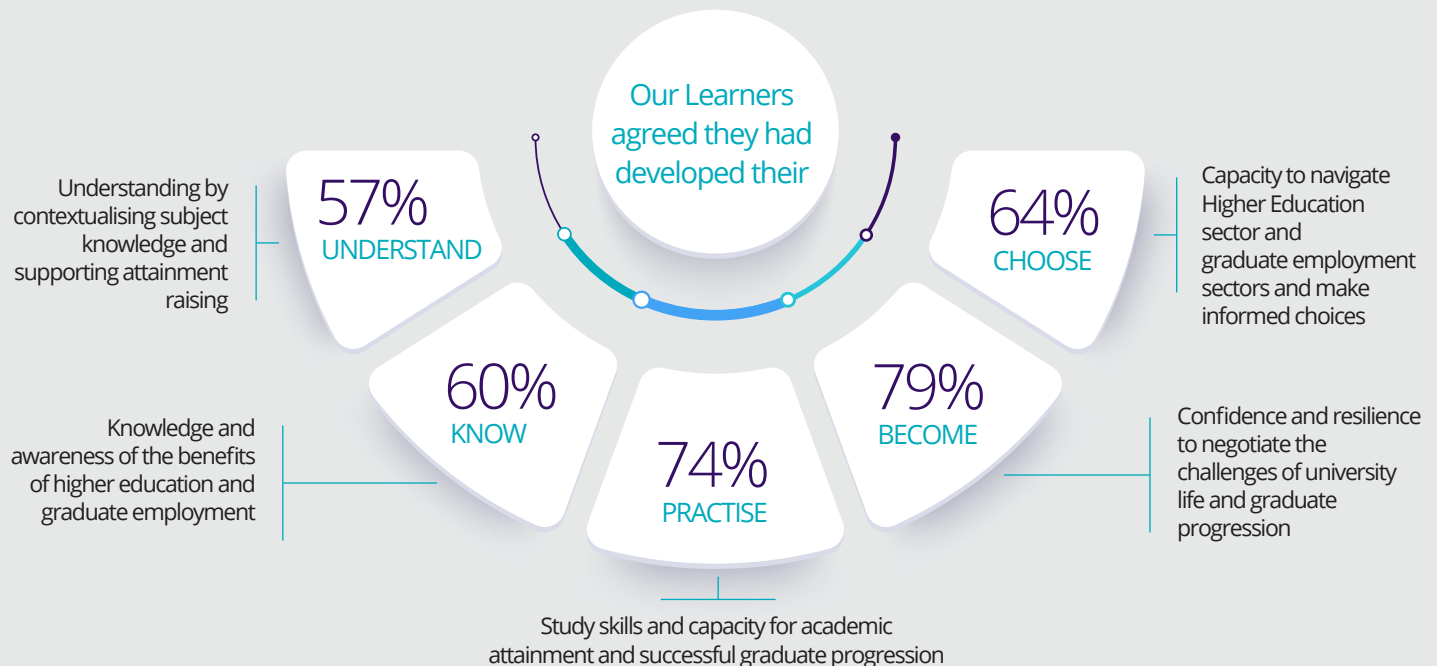 Our Learners
agreed they had
developed their
57%
UNDERSTAND
Understanding by
contextualising subject
knowledge and
supporting attainment
raising
60%
KNOW
Knowledge and
awareness of the benefits
of higher education and
graduate employment
74%
PRACTISE
Study skills and capacity for academic
attainment and successful graduate progression
79%
BECOME
Confidence and resilience
to negotiate the
challenges of university
life and graduate
progression
64%
CHOOSE
Capacity to navigate
Higher Education
sector and
graduate employment
sectors and make
informed choices